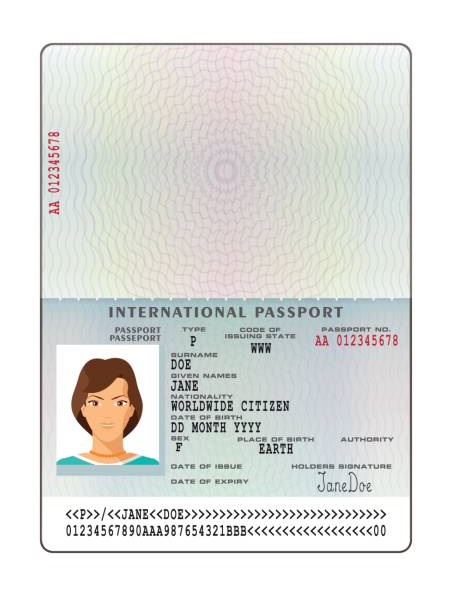 AA 012345678
INTERNATIONAL PASSPORT
PASSPORT
PASSEPORT
TYPE
P
CODE OF
ISSUING STATE
WWW
PASSPORT NO.
AA 012345678
SURNAME
DOE
GIVEN NAMES
JANE
NATIONALITY
WORLDWIDE CITIZEN
DATE OF BIRTH
DD MONTH YYYY
SEX
F
PLACE OF BIRTH
EARTH
AUTHORITY
DATE OF ISSUE
HOLDERS SIGNATURE
DATE OF EXPIRY
JaneDoe
<<P>>/<<JANE<<DOE>>>>>>>>>>>>>>>>>>>>>>>>>>>>>>
01234567890AAA987654321BBB<<<<<<<<<<<<<<<<<<<00